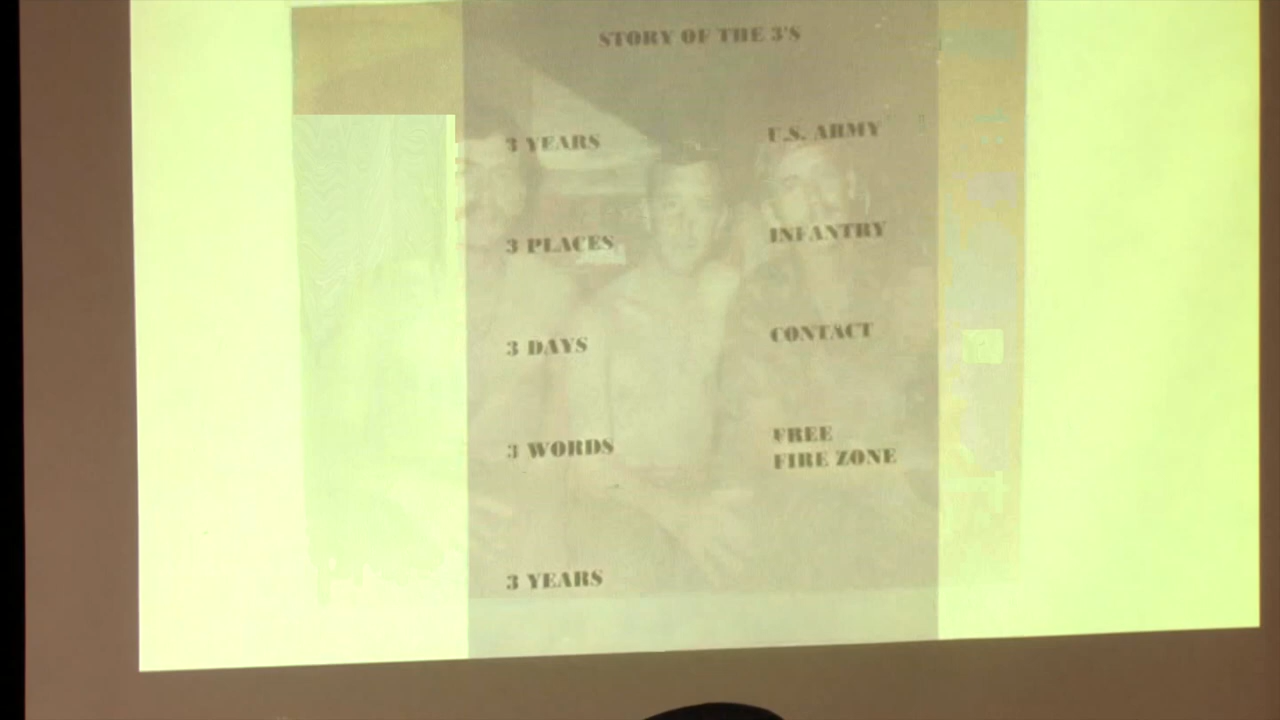 STORY OF THE 3'S
3 YEARS U.S. ARMY
3 PLACES INFANTRY
3 DAYS CONTACT
3 WORDS FREE
FIRE ZONE
3 YEARS